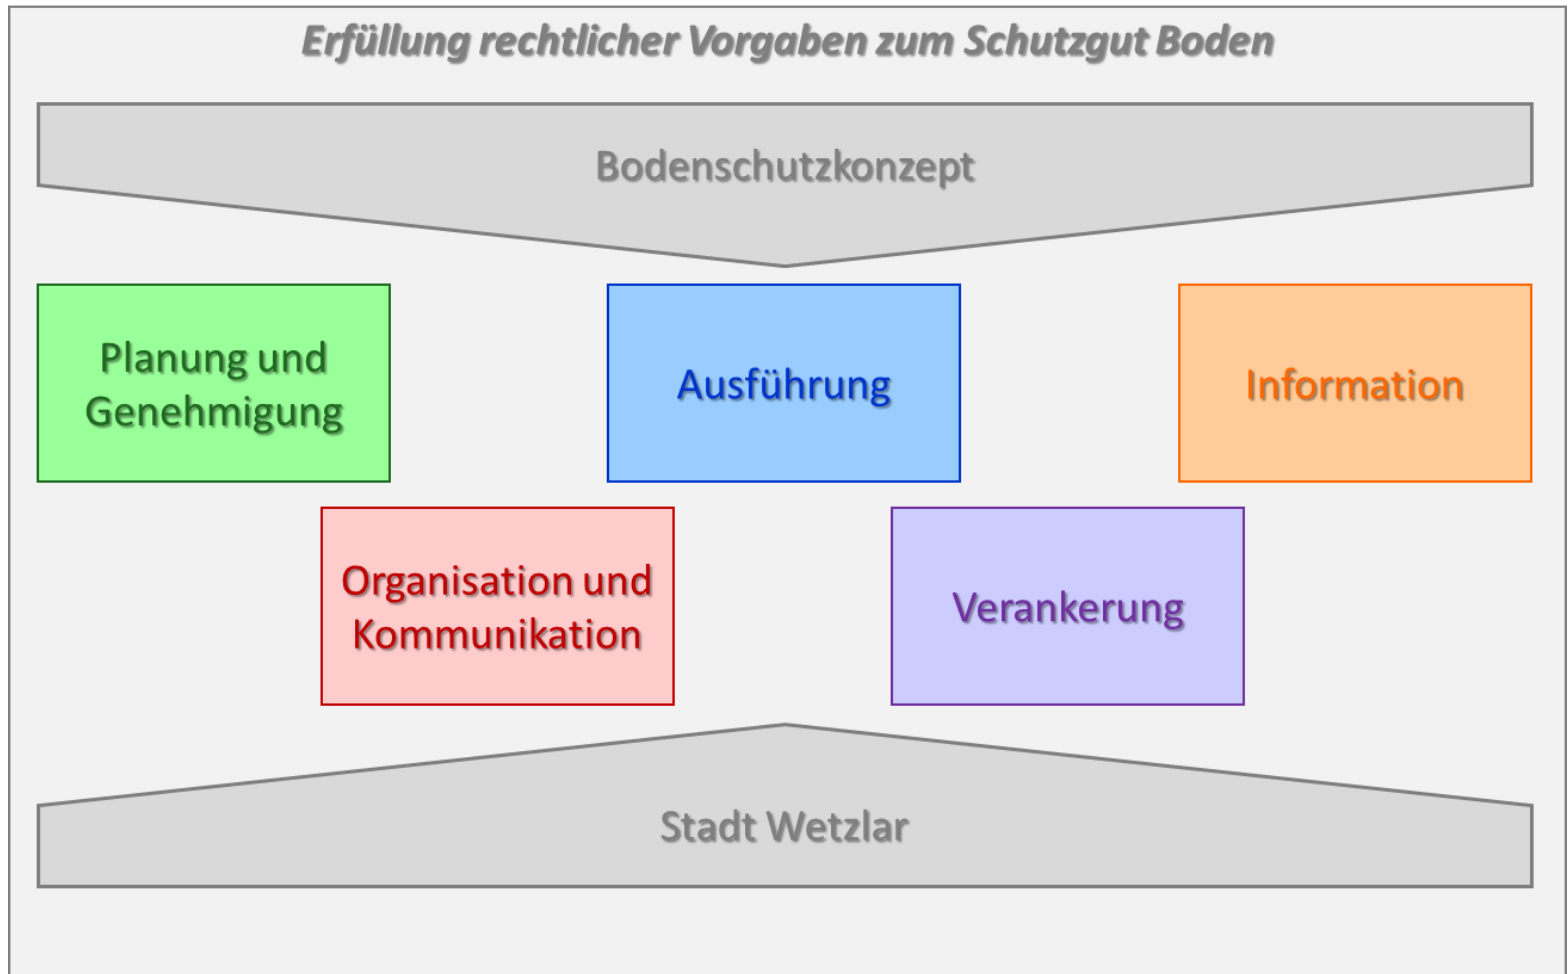 Erfüllung rechtlicher Vorgaben zum Schutzgut Boden
Bodenschutzkonzept
Planung und
Genehmigung
Ausführung
Information
Organisation und
Kommunikation
Verankerung
Stadt Wetzlar